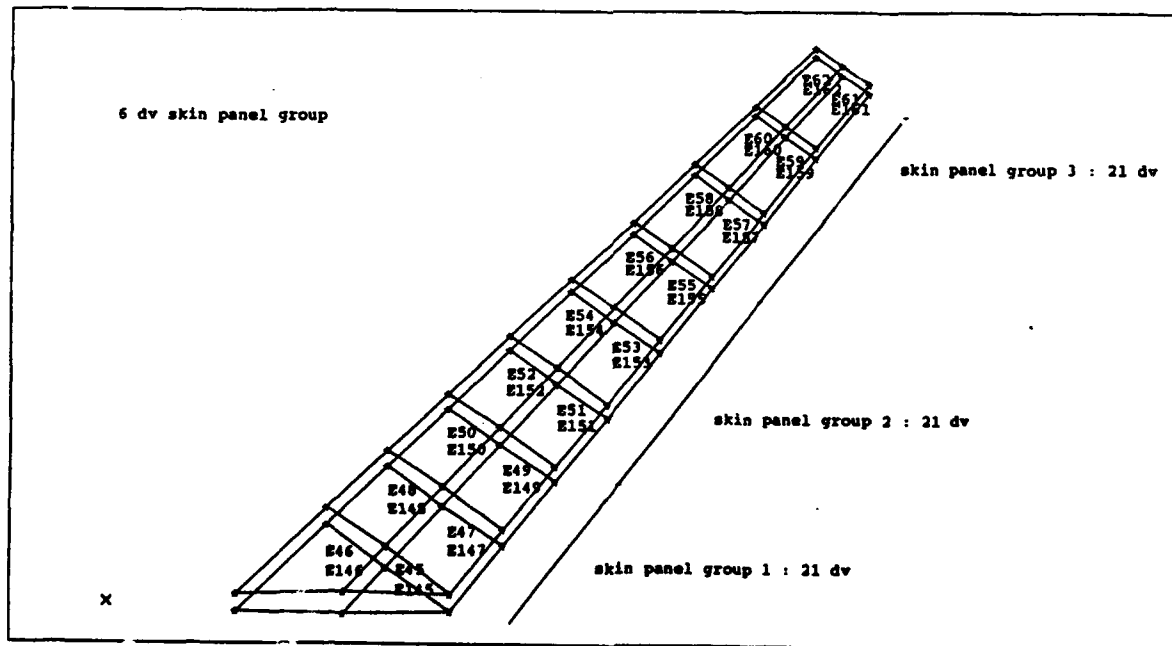 E62
E162
E61
E161
6 dv skin panel group
E60
E160
E59
E159
skin panel group 3 : 21 dv
E58
E158
E57
E157
E56
E156
E55
E155
E54
E154
E53
E153
E52
E152
E51
E151
skin panel group 2 : 21 dv
E50
E150
E49
E149
E48
E148
E47
E147
E46
E146
E45
E145
skin panel group 1 : 21 dv
x